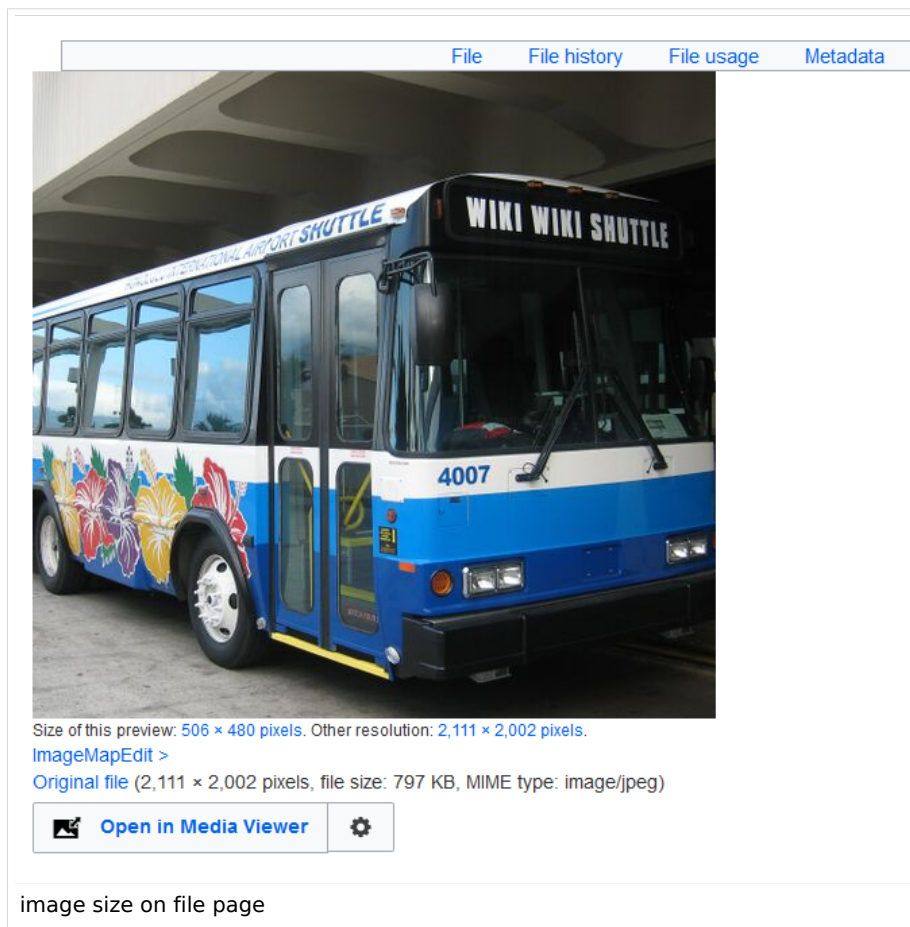 File File history File usage Metadata
WIKI WIKI SHUTTLE
INTERNATIONAL AIRPORT SHUTTLE
4007
Size of this preview: 506 × 480 pixels. Other resolution: 2,111 × 2,002 pixels.
ImageMapEdit >
Original file (2,111 × 2,002 pixels, file size: 797 KB, MIME type: image/jpeg)
Open in Media Viewer
image size on file page